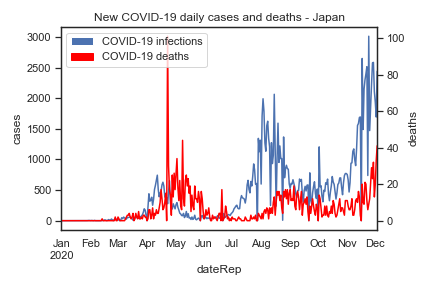 New COVID-19 daily cases and deaths - Japan
COVID-19 infections
COVID-19 deaths
cases
3000
2500
2000
1500
1000
500
0
deaths
100
80
60
40
20
0
Jan Feb Mar Apr May Jun Jul Aug Sep Oct Nov Dec
2020
dateRep